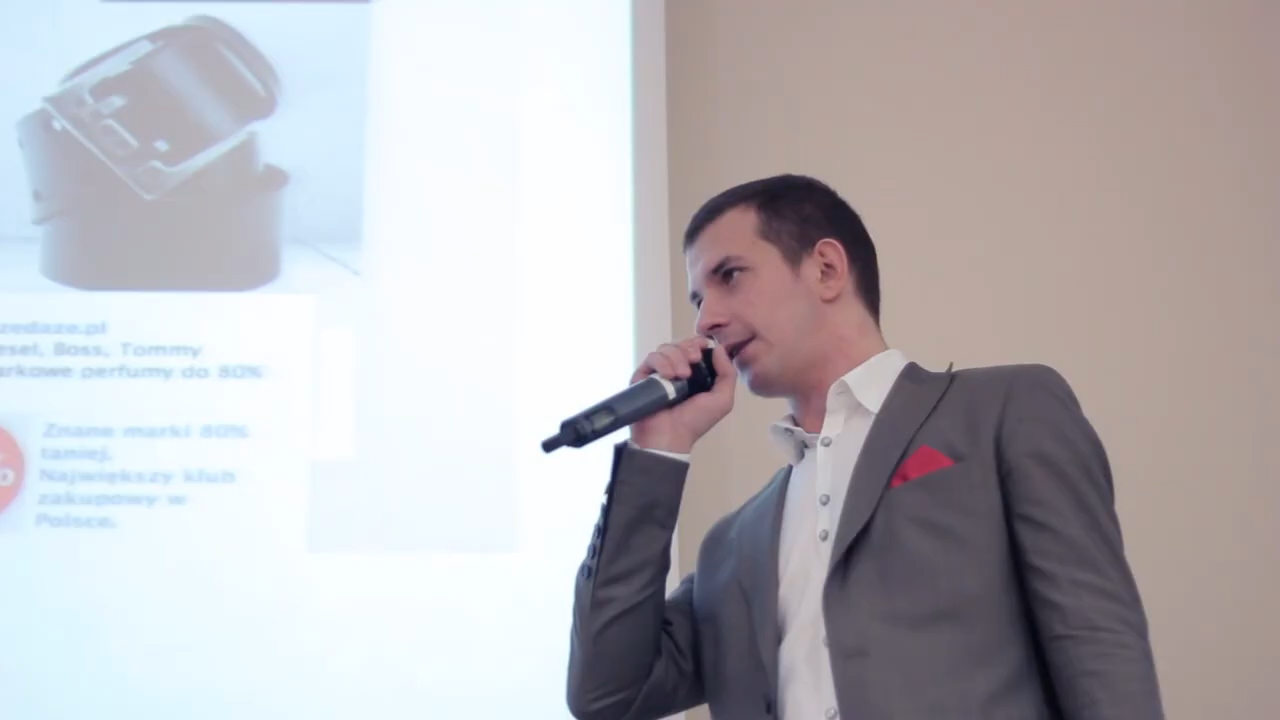 zedaze.pl
esel, Boss, Tommy
arkowe perfumy do 80%
Znane marki 80%
taniej.
Największy klub
zakupowy w
Polsce.